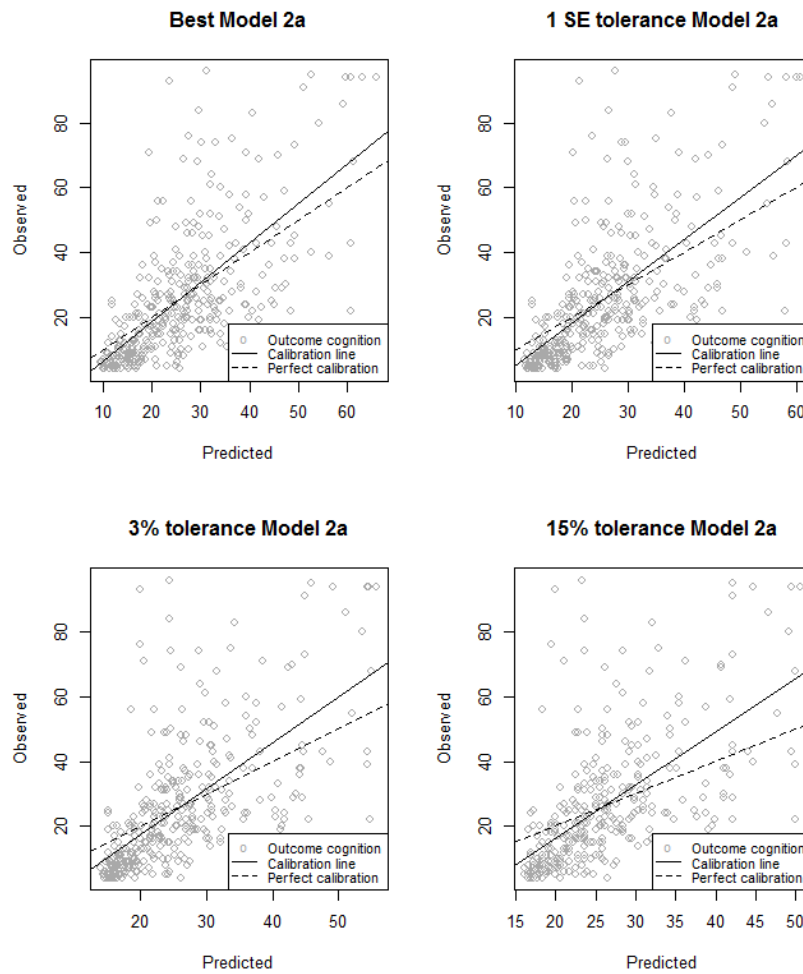 Best Model 2a
Observed
20 40 60 80
10 20 30 40 50 60
Predicted
Outcome cognition
Calibration line
Perfect calibration
1 SE tolerance Model 2a
Observed
20 40 60 80
10 20 30 40 50 60
Predicted
Outcome cognition
Calibration line
Perfect calibration
3% tolerance Model 2a
Observed
20 40 60 80
20 30 40 50
Predicted
Outcome cognition
Calibration line
Perfect calibration
15% tolerance Model 2a
Observed
20 40 60 80
15 20 25 30 35 40 45 50
Predicted
Outcome cognition
Calibration line
Perfect calibration